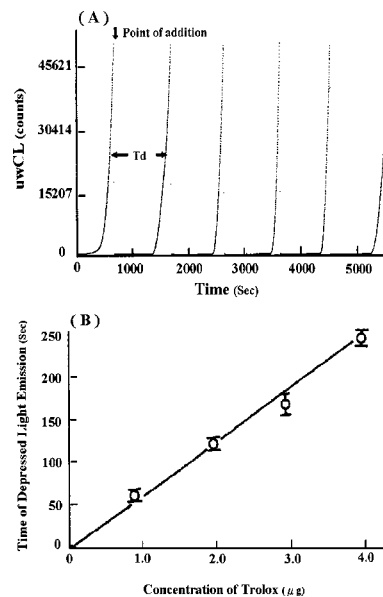 ( A )
Point of addition
uwCL (counts)
45621
30414
15207
0
Td
0 1000 2000 3000 4000 5000
Time (Sec)
( B )
Time of Depressed Light Emission (Sec)
250
200
150
100
50
0
0 1.0 2.0 3.0 4.0
Concentration of Trolox (μg)